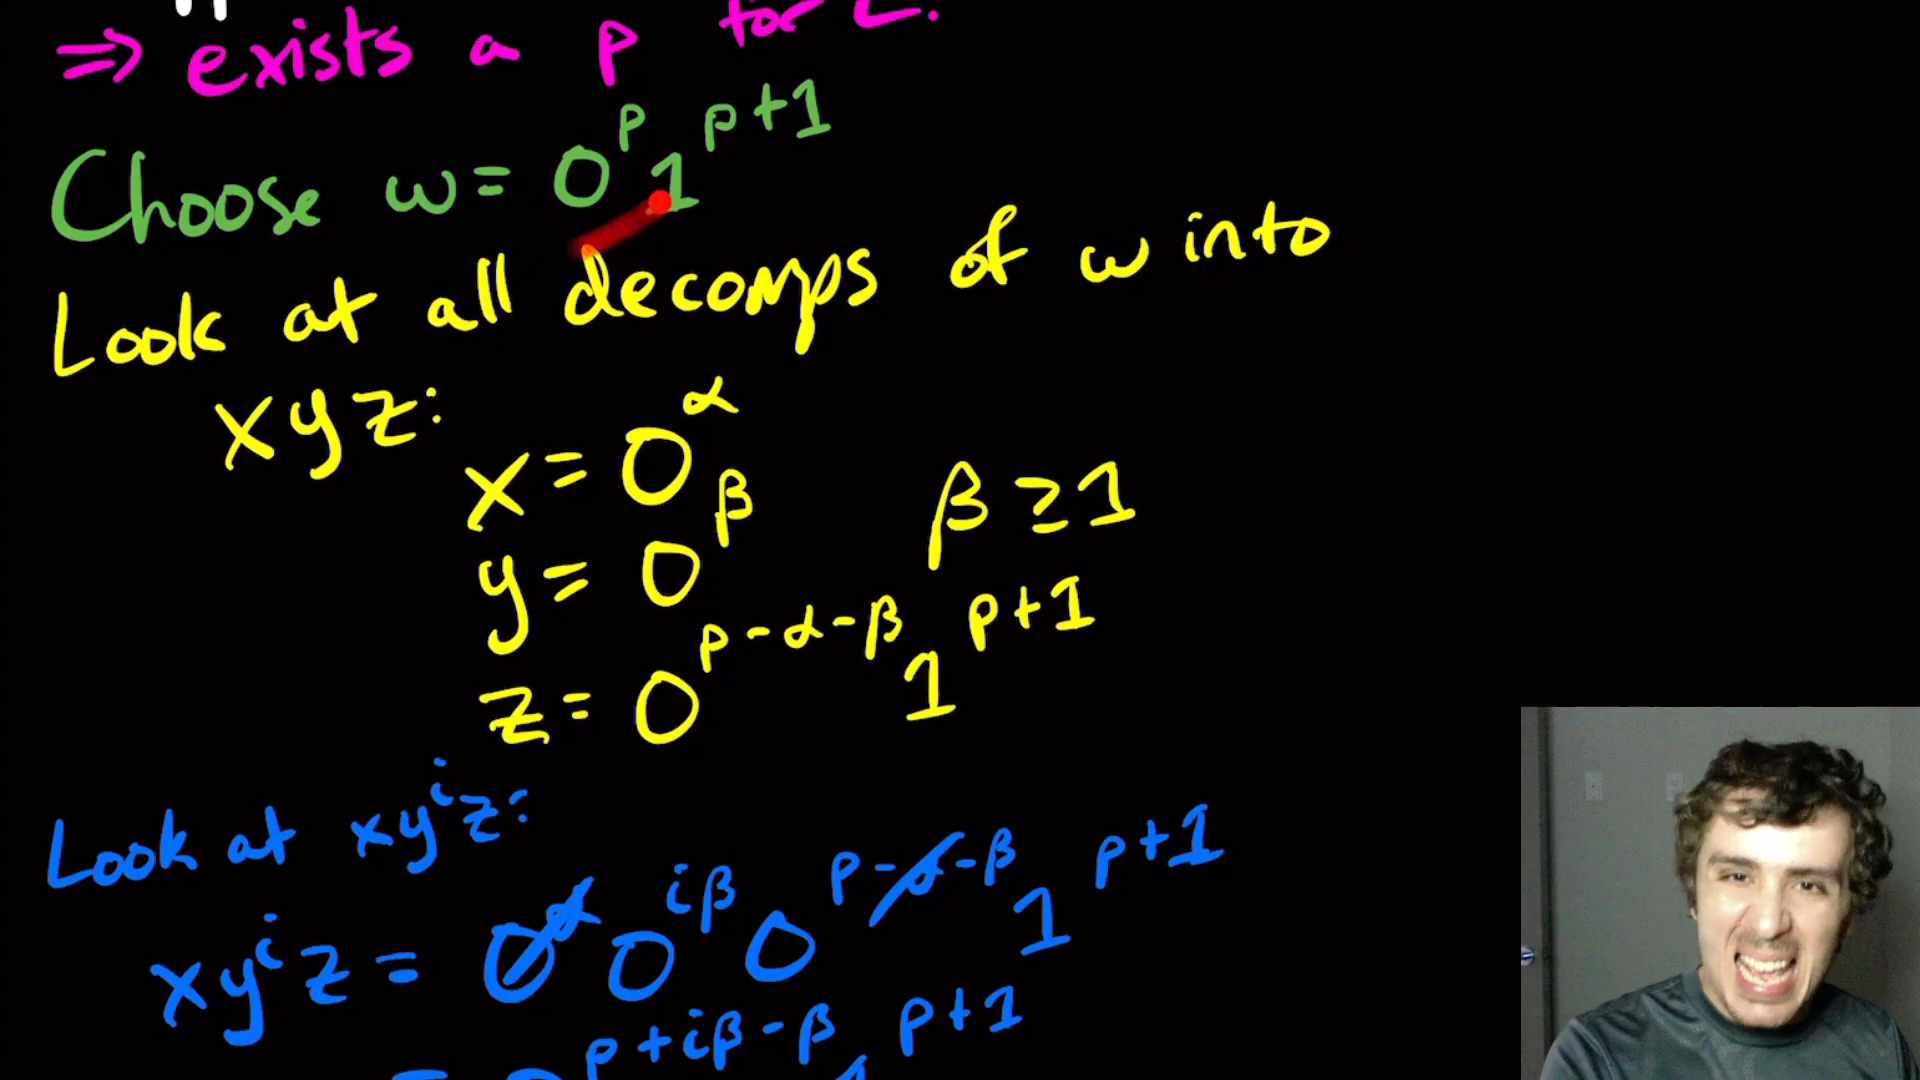 ⇒ exists a p for L.
Choose w = 0^p 1^{p+1}
Look at all decomps of w into
xyz:
x = 0^α
y = 0^β β ≥ 1
z = 0^{p-α-β} 1^{p+1}
Look at xy^i z:
xy^i z = 0^α 0^{iβ} 0^{p-α-β} 1^{p+1}
= 0^{p+iβ-β} 1^{p+1}